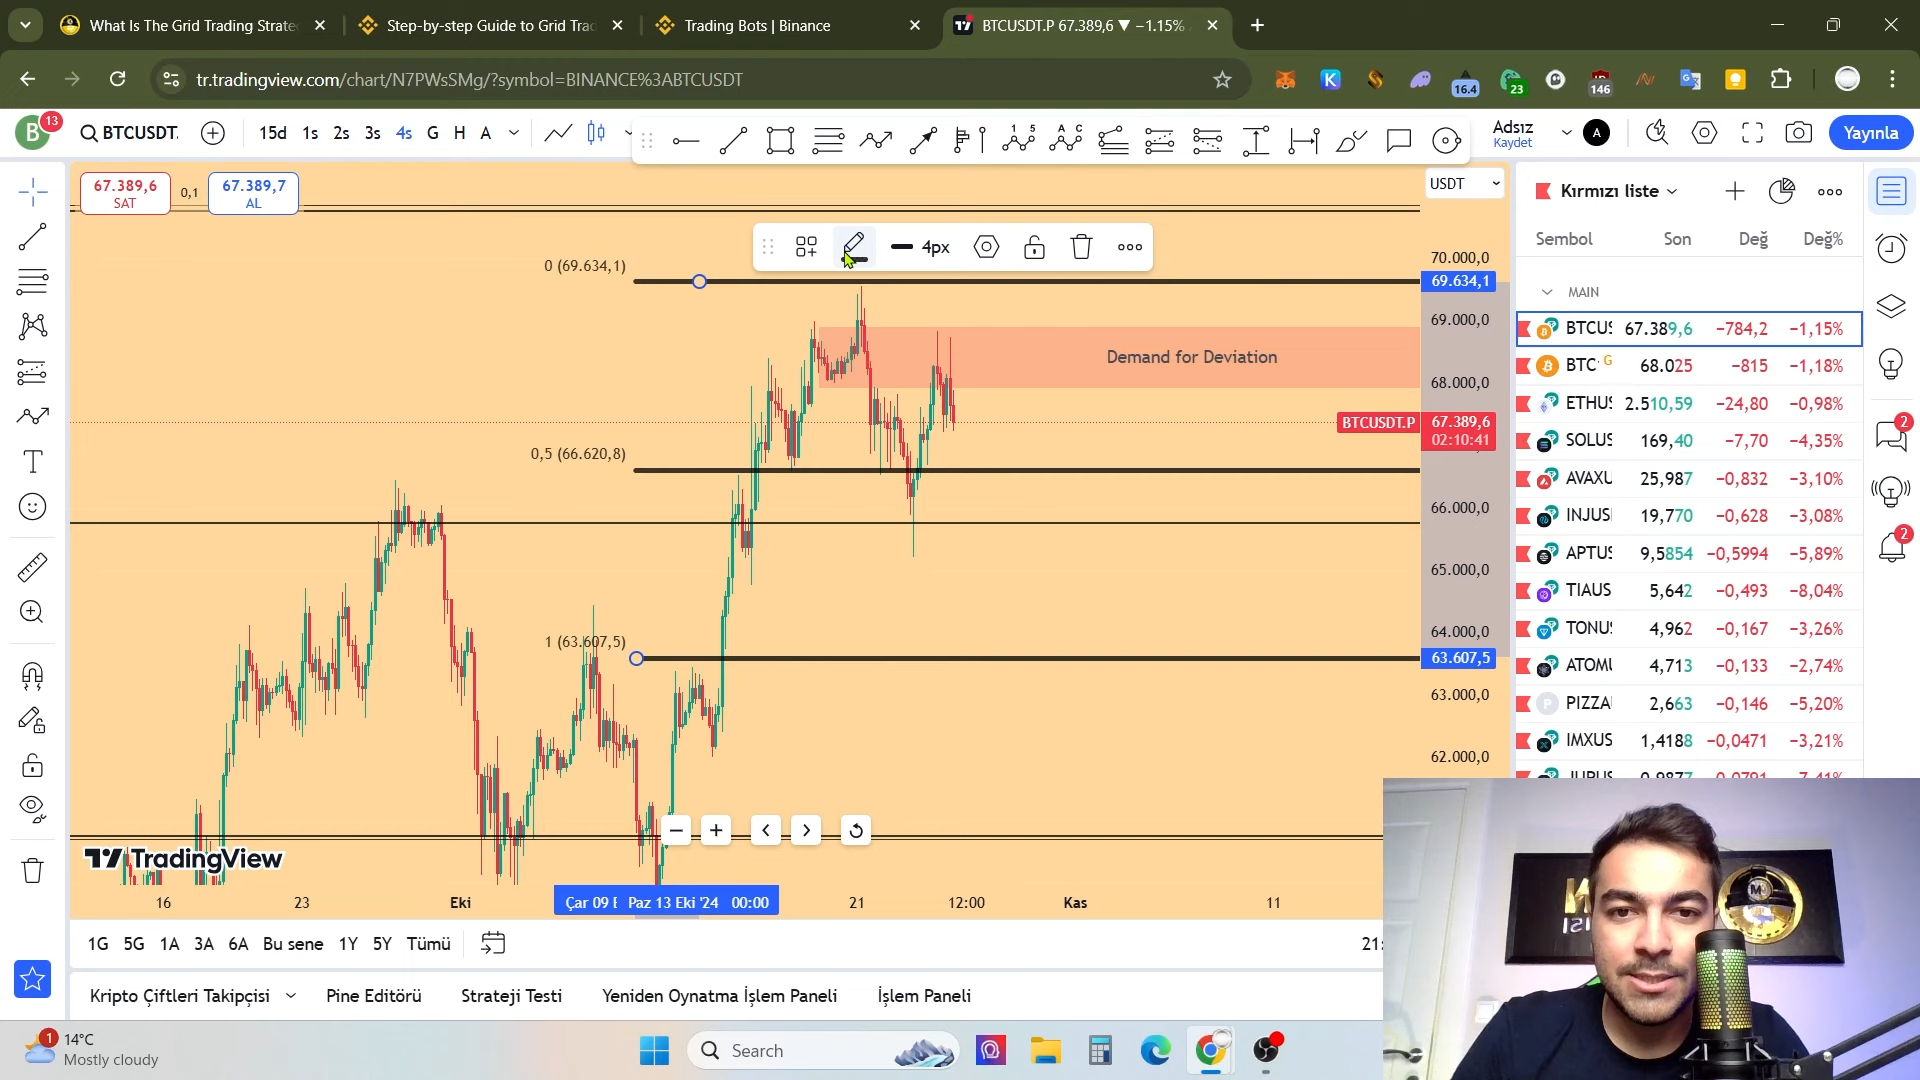 What Is The Grid Trading Strate
Step-by-step Guide to Grid Trad
Trading Bots | Binance
BTCUSDT.P 67.389,6 ▼ −1.15%
tr.tradingview.com/chart/N7PWsSMg/?symbol=BINANCE%3ABTCUSDT
16.4
23
146
B
13
BTCUSDT.
15d 1s 2s 3s 4s G H A
Adsız
Kaydet
A
Yayınla
67.389,6
SAT
0,1
67.389,7
AL
USDT
4px
0 (69.634,1)
0,5 (66.620,8)
1 (63.607,5)
Demand for Deviation
70.000,0
69.634,1
69.000,0
68.000,0
BTCUSDT.P
67.389,6
02:10:41
66.000,0
65.000,0
64.000,0
63.607,5
63.000,0
62.000,0
TradingView
16 23 Eki Çar 09 E Paz 13 Eki '24 00:00 21 12:00 Kas 11
1G 5G 1A 3A 6A Bu sene 1Y 5Y Tümü
21:
Kripto Çiftleri Takipçisi Pine Editörü Strateji Testi Yeniden Oynatma İşlem Paneli İşlem Paneli
Kırmızı liste
Sembol Son Değ Değ%
MAIN
BTCUS 67.389,6 −784,2 −1,15%
BTC· G 68.025 −815 −1,18%
ETHUS 2.510,59 −24,80 −0,98%
SOLUS 169,40 −7,70 −4,35%
AVAXU 25,987 −0,832 −3,10%
INJUS 19,770 −0,628 −3,08%
APTUS 9,5854 −0,5994 −5,89%
TIAUS 5,642 −0,493 −8,04%
TONUS 4,962 −0,167 −3,26%
ATOMU 4,713 −0,133 −2,74%
PIZZA 2,663 −0,146 −5,20%
IMXUS 1,4188 −0,0471 −3,21%
2
2
1
14°C
Mostly cloudy
Search